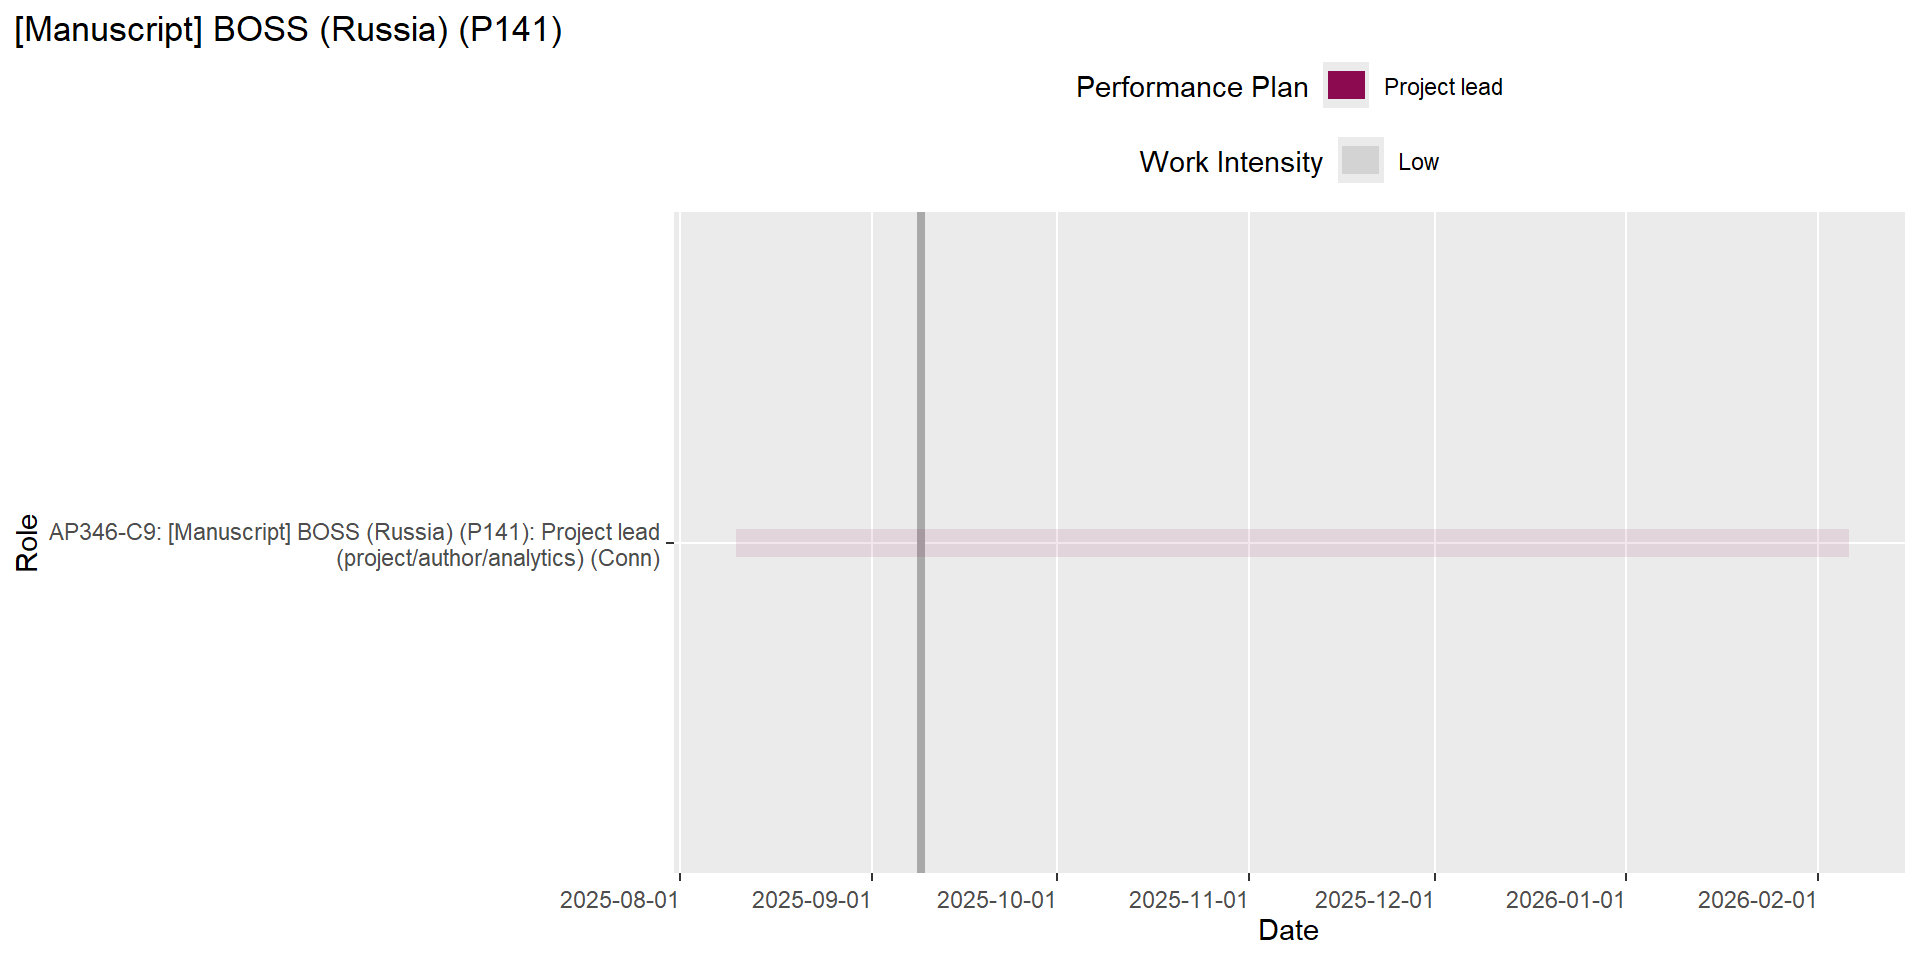 [Manuscript] BOSS (Russia) (P141)
Performance Plan
Project lead
Work Intensity
Low
Role
AP346-C9: [Manuscript] BOSS (Russia) (P141): Project lead
(project/author/analytics) (Conn)
2025-08-01
2025-09-01
2025-10-01
2025-11-01
2025-12-01
2026-01-01
2026-02-01
Date